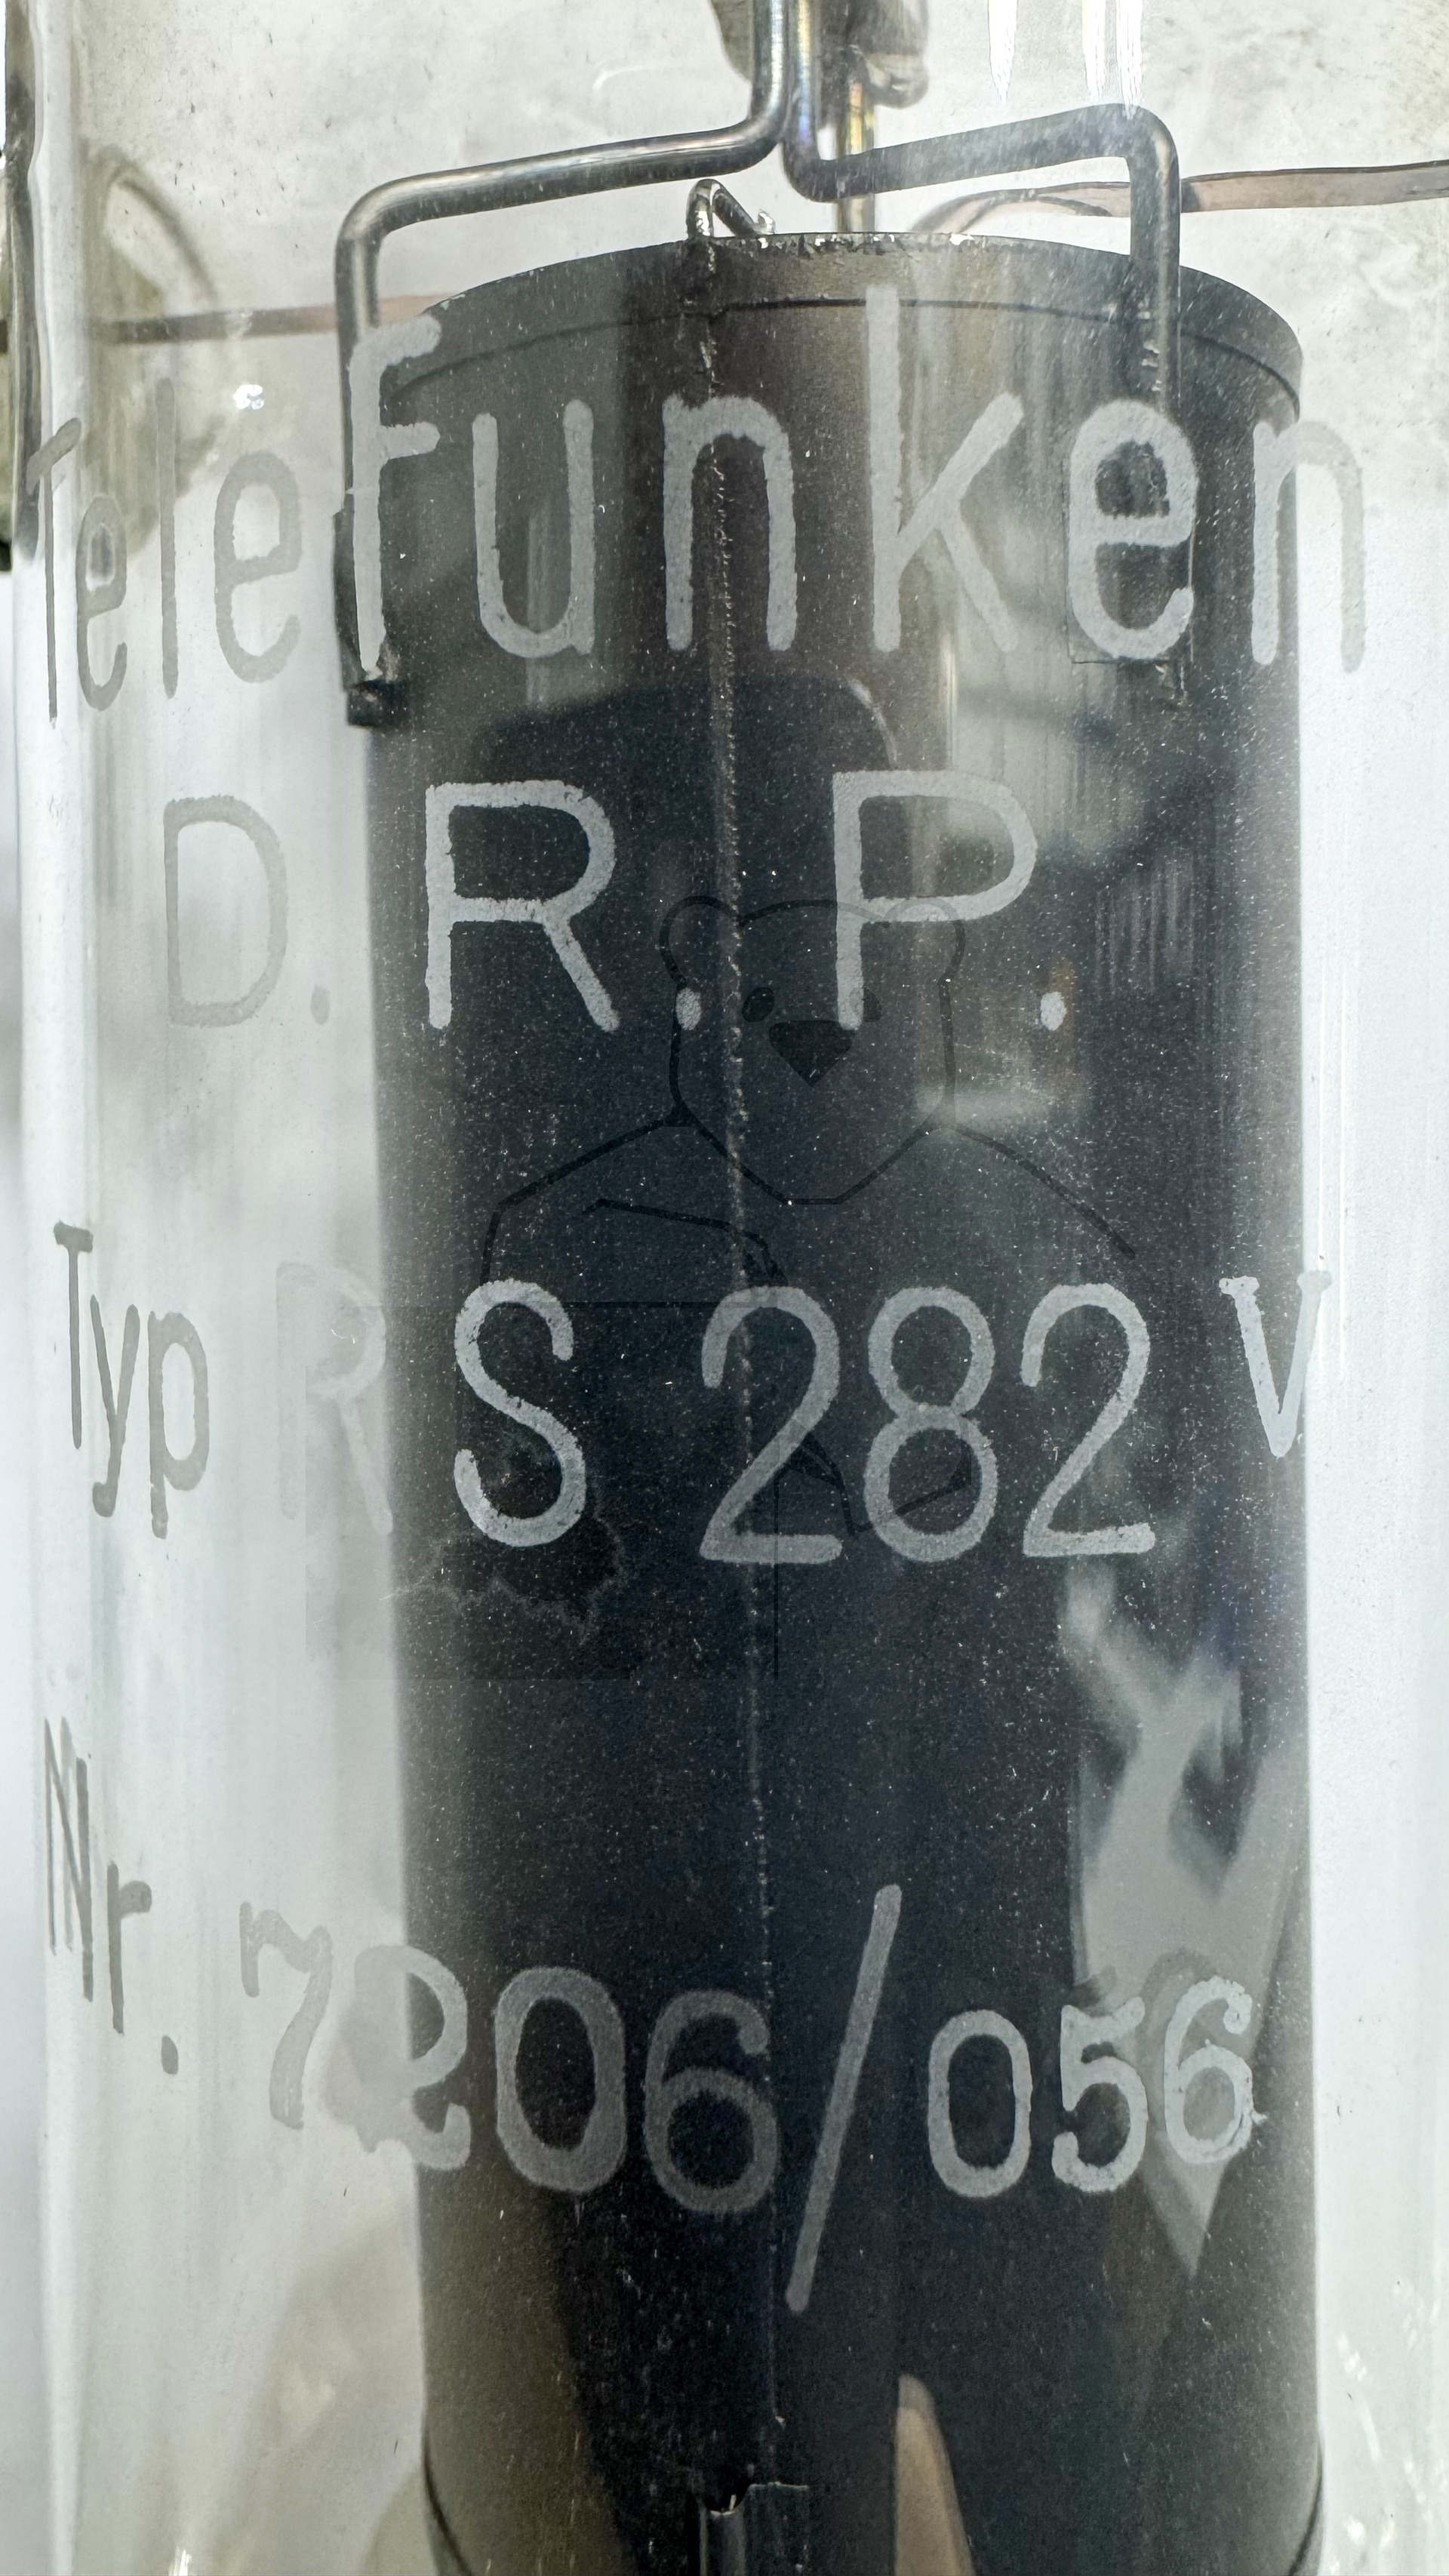 Telefunken
D. R. P.
Typ RS 282 V
Nr. 7206/056